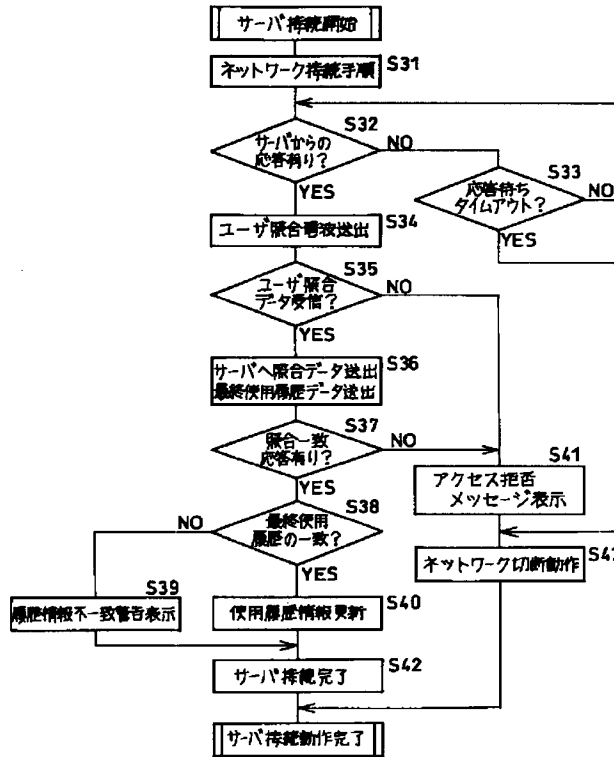 サーバ接続開始
ネットワーク接続手順
S31
サーバからの
応答有り?
S32
NO
YES
応答待ち
タイムアウト?
S33
NO
YES
ユーザ照合電波送出
S34
ユーザ照合
データ受信?
S35
NO
YES
サーバへ照合データ送出
最終使用履歴データ送出
S36
照合一致
応答有り?
S37
NO
YES
アクセス拒否
メッセージ表示
S41
最終使用
履歴の一致?
S38
NO
YES
ネットワーク切断動作
履歴情報不一致警告表示
S39
使用履歴情報更新
S40
サーバ接続完了
S42
サーバ接続動作完了